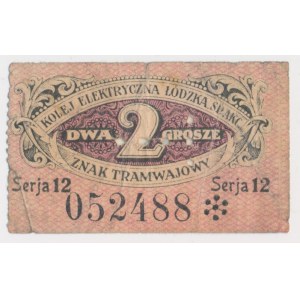 KOLEJ ELEKTRYCZNA ŁÓDZKA SP. AKC.
DWA 2 GROSZE
ZNAK TRAMWAJOWY
Serja 12 Serja 12
052488